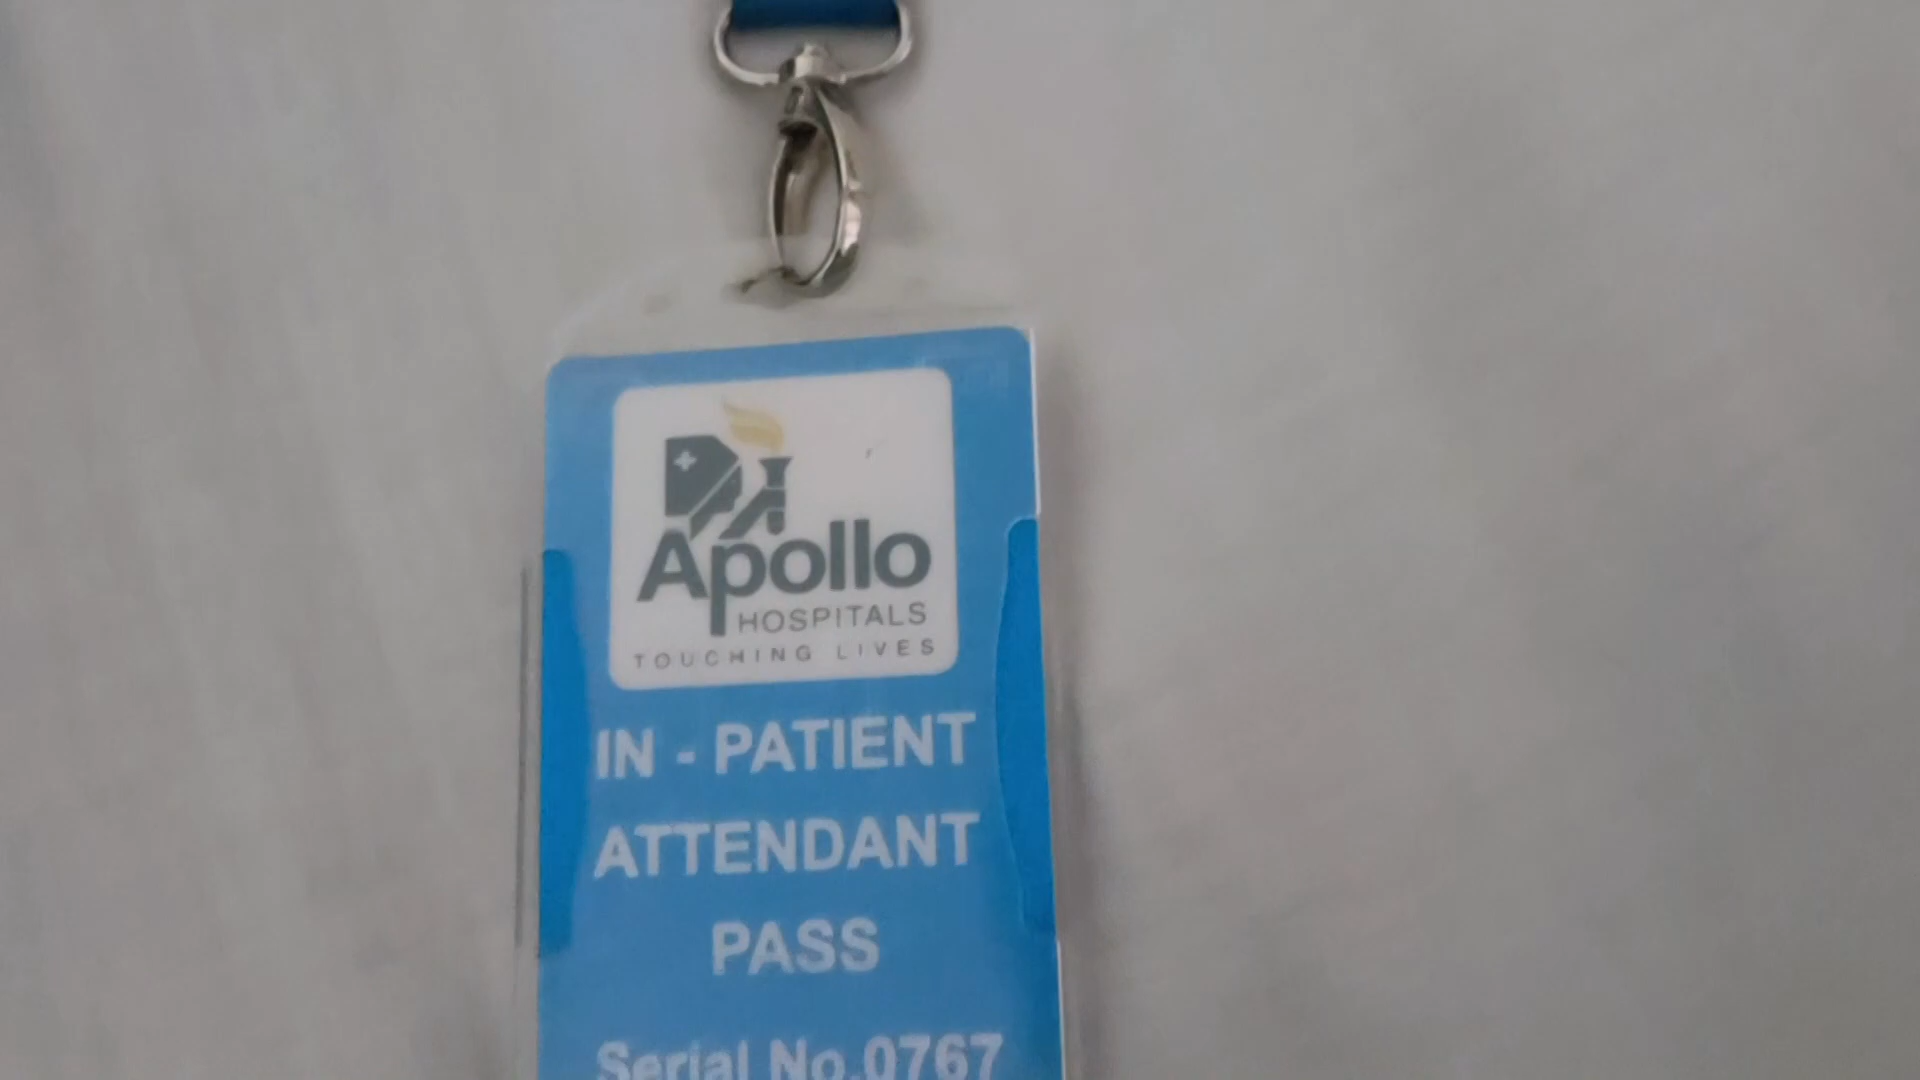 Apollo
HOSPITALS
TOUCHING LIVES
IN - PATIENT
ATTENDANT
PASS
Serial No.0767